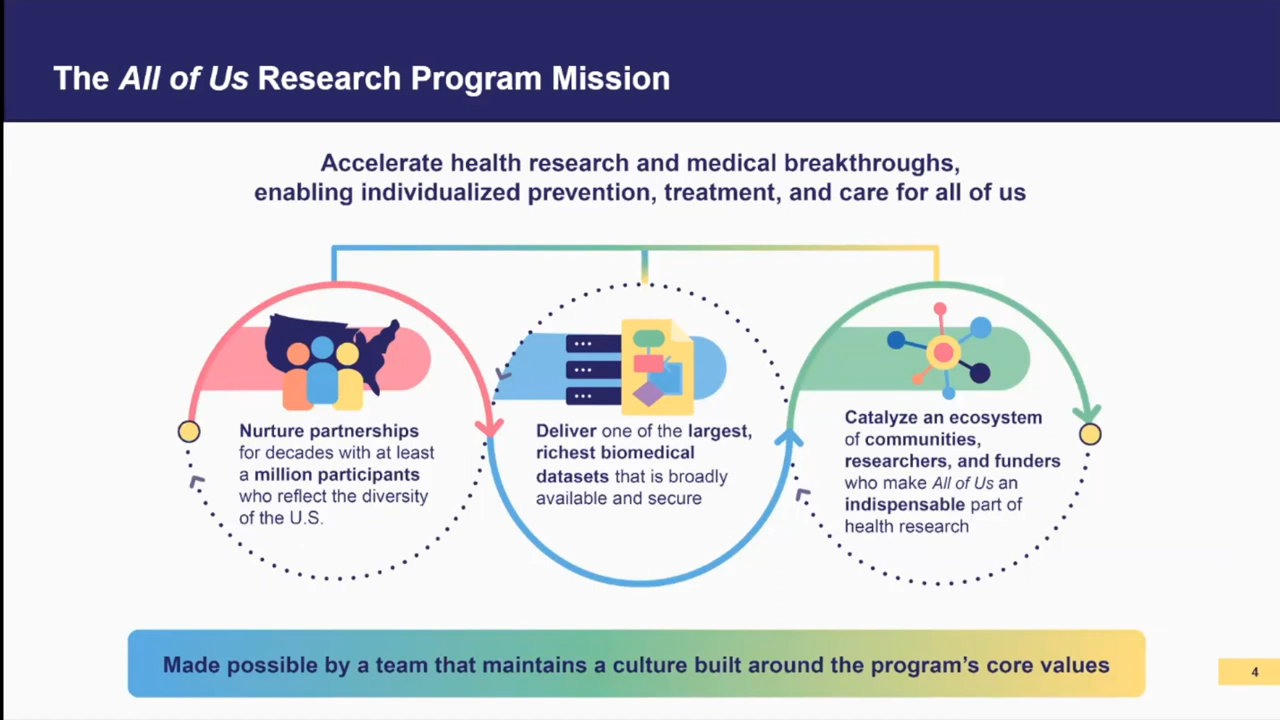 The All of Us Research Program Mission
Accelerate health research and medical breakthroughs,
enabling individualized prevention, treatment, and care for all of us
Nurture partnerships
for decades with at least
a million participants
who reflect the diversity
of the U.S.
Deliver one of the largest,
richest biomedical
datasets that is broadly
available and secure
Catalyze an ecosystem
of communities,
researchers, and funders
who make All of Us an
indispensable part of
health research
Made possible by a team that maintains a culture built around the program's core values
4